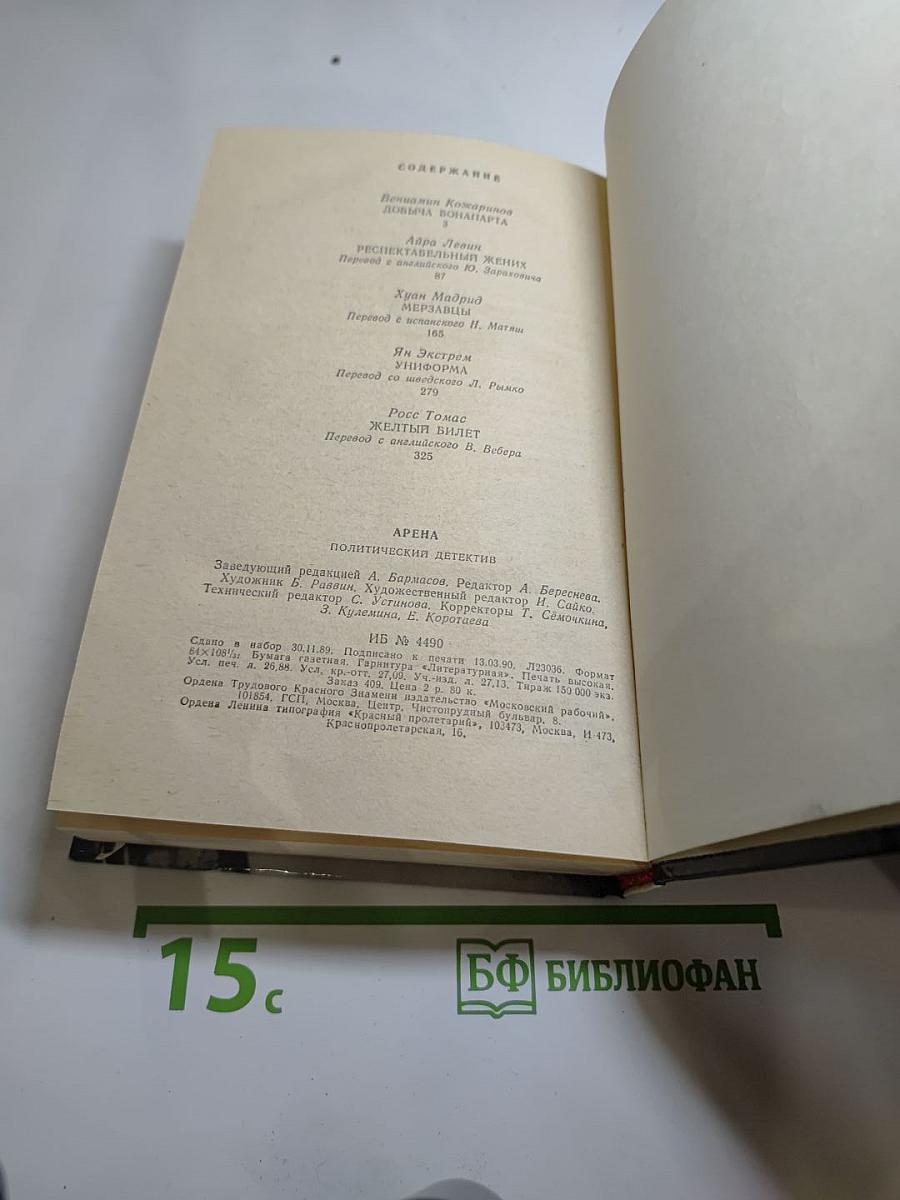 СОДЕРЖАНИЕ
Вениамин Кожаринов
ДОБЫЧА БОНАПАРТА
3
Айра Левин
РЕСПЕКТАБЕЛЬНЫЙ ЖЕНИХ
Перевод с английского Ю. Зараховича
87
Хуан Мадрид
МЕРЗАВЦЫ
Перевод с испанского Н. Матяш
165
Ян Экстрем
УНИФОРМА
Перевод со шведского Л. Рымко
279
Росс Томас
ЖЕЛТЫЙ БИЛЕТ
Перевод с английского В. Вебера
325
АРЕНА
ПОЛИТИЧЕСКИЙ ДЕТЕКТИВ
Заведующий редакцией А. Бармасов, Редактор А. Береснева,
Художник Б. Раввин, Художественный редактор И. Сайко,
Технический редактор С. Устинова, Корректоры Т. Сёмочкина,
З. Кулемина, Е. Коротаева
ИБ № 4490
Сдано в набор 30.11.89. Подписано к печати 13.03.90. Л23036. Формат
84×108¹/₃₂. Бумага газетная. Гарнитура «Литературная». Печать высокая.
Усл. печ. л. 26,88. Усл. кр.-отт. 27,09. Уч.-изд. л. 27,13. Тираж 150 000 экз.
Заказ 409. Цена 2 р. 80 к.
Ордена Трудового Красного Знамени издательство «Московский рабочий»,
101854, ГСП, Москва, Центр, Чистопрудный бульвар, 8.
Ордена Ленина типография «Красный пролетарий», 103473, Москва, И-473,
Краснопролетарская, 16.
15 с
БФ БИБЛИОФАН